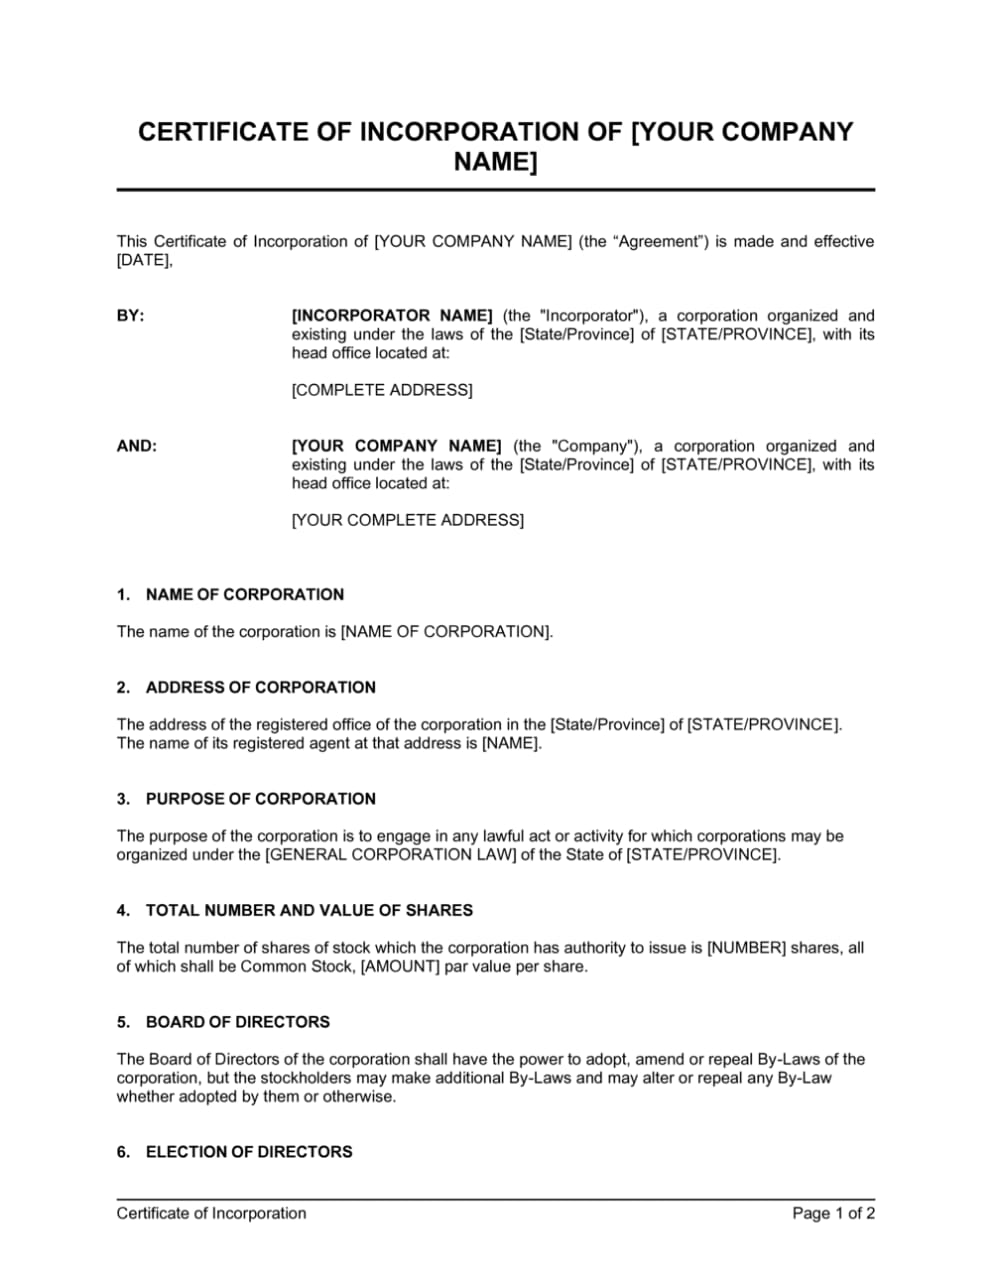 CERTIFICATE OF INCORPORATION OF [YOUR COMPANY
NAME]
This Certificate of Incorporation of [YOUR COMPANY NAME] (the “Agreement”) is made and effective
[DATE],
BY:
[INCORPORATOR NAME] (the "Incorporator"), a corporation organized and
existing under the laws of the [State/Province] of [STATE/PROVINCE], with its
head office located at:
[COMPLETE ADDRESS]
AND:
[YOUR COMPANY NAME] (the "Company"), a corporation organized and
existing under the laws of the [State/Province] of [STATE/PROVINCE], with its
head office located at:
[YOUR COMPLETE ADDRESS]
1. NAME OF CORPORATION
The name of the corporation is [NAME OF CORPORATION].
2. ADDRESS OF CORPORATION
The address of the registered office of the corporation in the [State/Province] of [STATE/PROVINCE].
The name of its registered agent at that address is [NAME].
3. PURPOSE OF CORPORATION
The purpose of the corporation is to engage in any lawful act or activity for which corporations may be
organized under the [GENERAL CORPORATION LAW] of the State of [STATE/PROVINCE].
4. TOTAL NUMBER AND VALUE OF SHARES
The total number of shares of stock which the corporation has authority to issue is [NUMBER] shares, all
of which shall be Common Stock, [AMOUNT] par value per share.
5. BOARD OF DIRECTORS
The Board of Directors of the corporation shall have the power to adopt, amend or repeal By-Laws of the
corporation, but the stockholders may make additional By-Laws and may alter or repeal any By-Law
whether adopted by them or otherwise.
6. ELECTION OF DIRECTORS
Certificate of Incorporation
Page 1 of 2